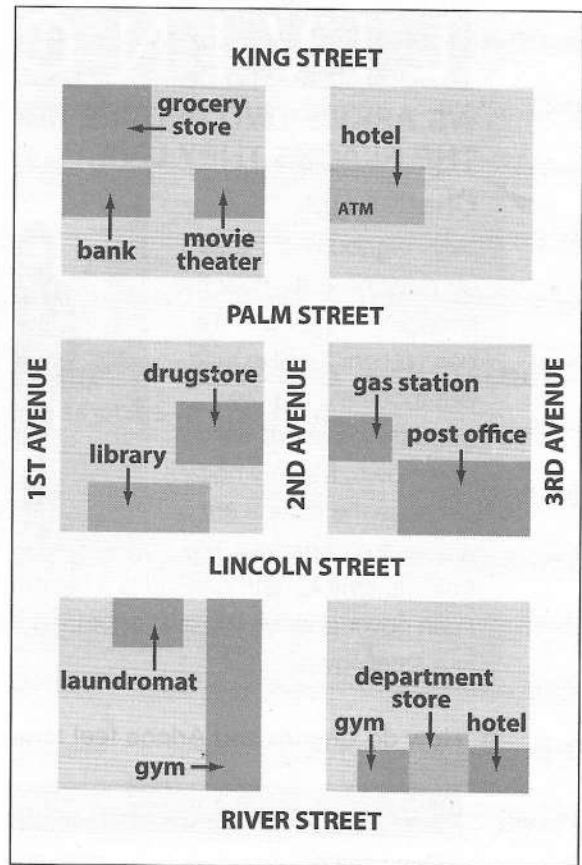 KING STREET
grocery
store
hotel
ATM
bank
movie
theater
PALM STREET
1ST AVENUE
drugstore
library
2ND AVENUE
gas station
post office
3RD AVENUE
LINCOLN STREET
laundromat
gym
department
store
gym
hotel
RIVER STREET